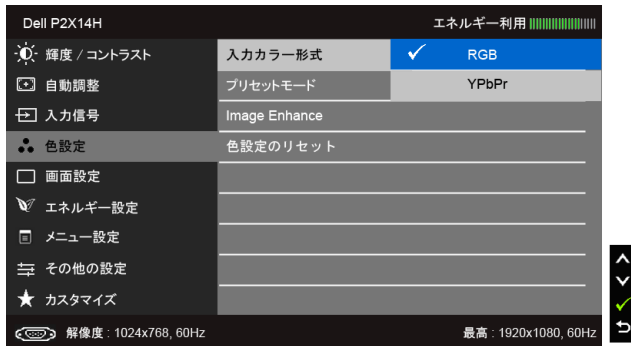 Dell P2X14H
エネルギー利用
輝度 / コントラスト
入力カラー形式
RGB
自動調整
プリセットモード
YPbPr
入力信号
Image Enhance
色設定
色設定のリセット
画面設定
エネルギー設定
メニュー設定
その他の設定
カスタマイズ
解像度 : 1024x768, 60Hz
最高 : 1920x1080, 60Hz